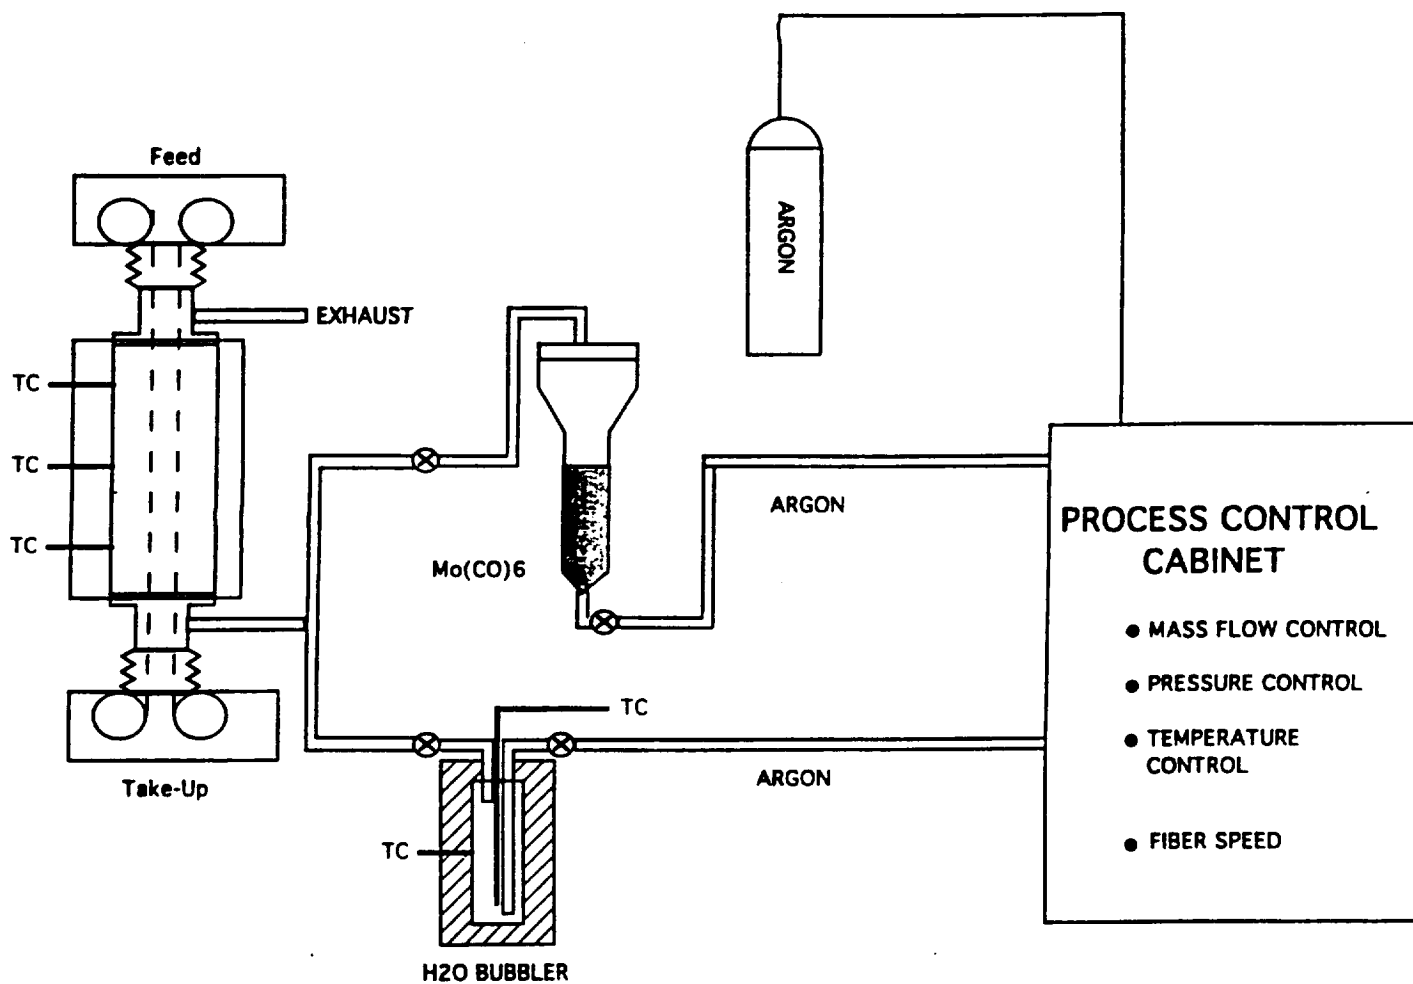 Feed
ARGON
EXHAUST
TC
TC
TC
ARGON
Mo(CO)6
PROCESS CONTROL
CABINET
● MASS FLOW CONTROL
● PRESSURE CONTROL
● TEMPERATURE
CONTROL
● FIBER SPEED
TC
ARGON
Take-Up
TC
H2O BUBBLER